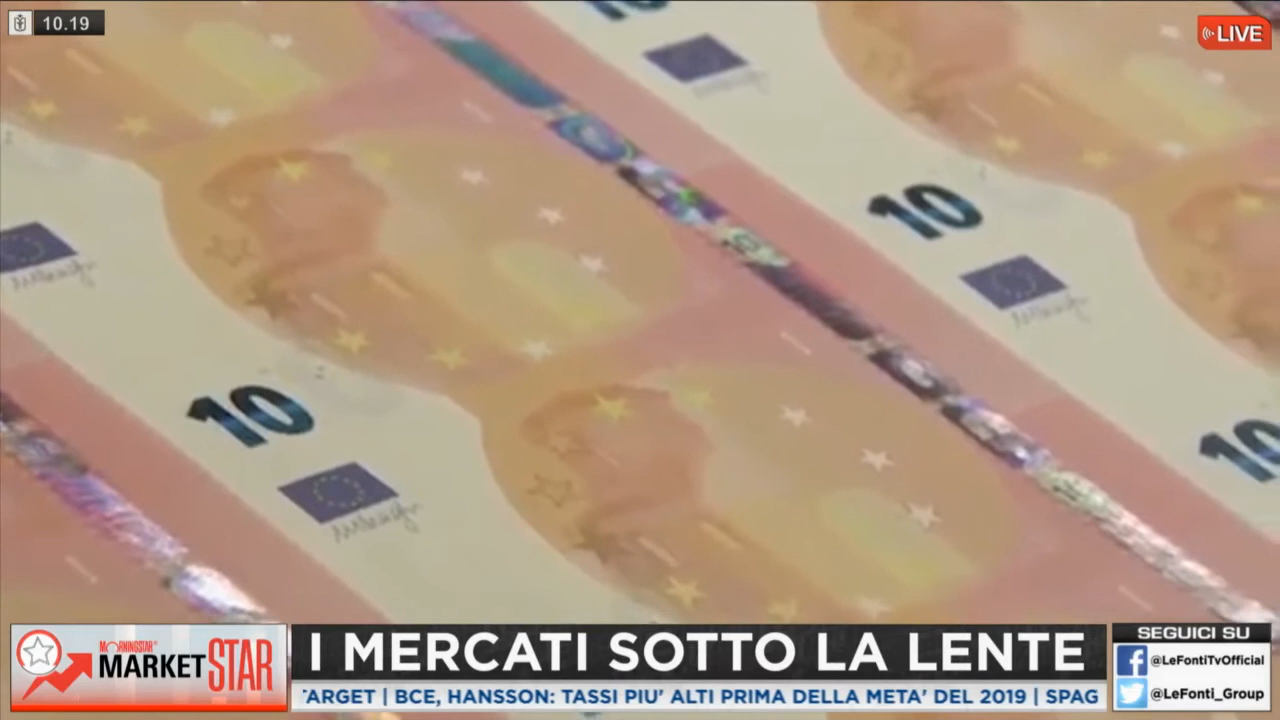 10.19
LIVE
10
10
10
MORNINGSTAR
MARKET STAR
I MERCATI SOTTO LA LENTE
TARGET | BCE, HANSSON: TASSI PIU' ALTI PRIMA DELLA META' DEL 2019 | SPAG
SEGUICI SU
@LeFontiTvOfficial
@LeFonti_Group